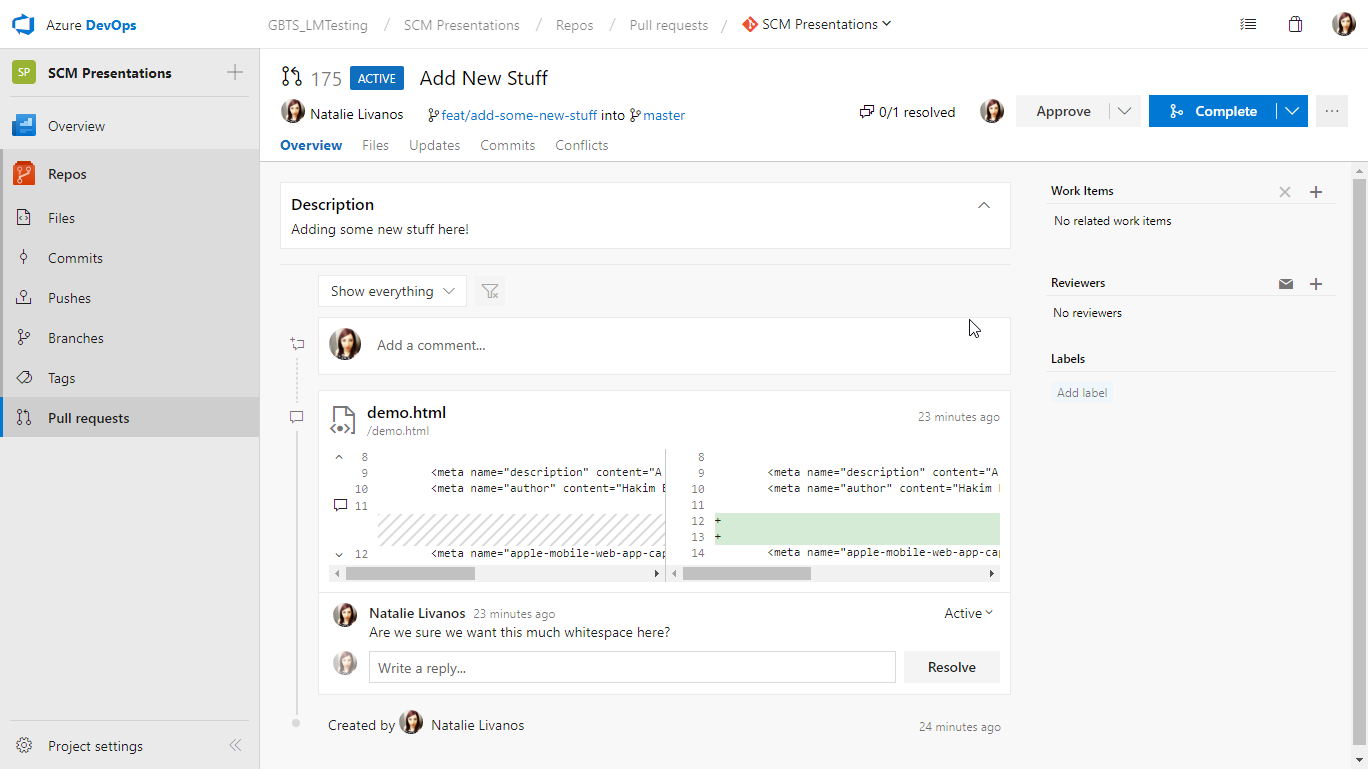 Azure DevOps
GBTS_LMTesting / SCM Presentations / Repos / Pull requests / SCM Presentations
SP SCM Presentations
Overview
Repos
Files
Commits
Pushes
Branches
Tags
Pull requests
Project settings
175 ACTIVE Add New Stuff
Natalie Livanos feat/add-some-new-stuff into master
0/1 resolved
Approve
Complete
...
Overview Files Updates Commits Conflicts
Description
Adding some new stuff here!
Show everything
Add a comment...
demo.html
/demo.html
23 minutes ago
8
9 <meta name="description" content="A
10 <meta name="author" content="Hakim E
11
12 <meta name="apple-mobile-web-app-cap
8
9 <meta name="description" content="A
10 <meta name="author" content="Hakim
11
12 +
13 +
14 <meta name="apple-mobile-web-app-cap
Natalie Livanos 23 minutes ago
Active
Are we sure we want this much whitespace here?
Write a reply...
Resolve
Created by Natalie Livanos
24 minutes ago
Work Items
No related work items
Reviewers
No reviewers
Labels
Add label